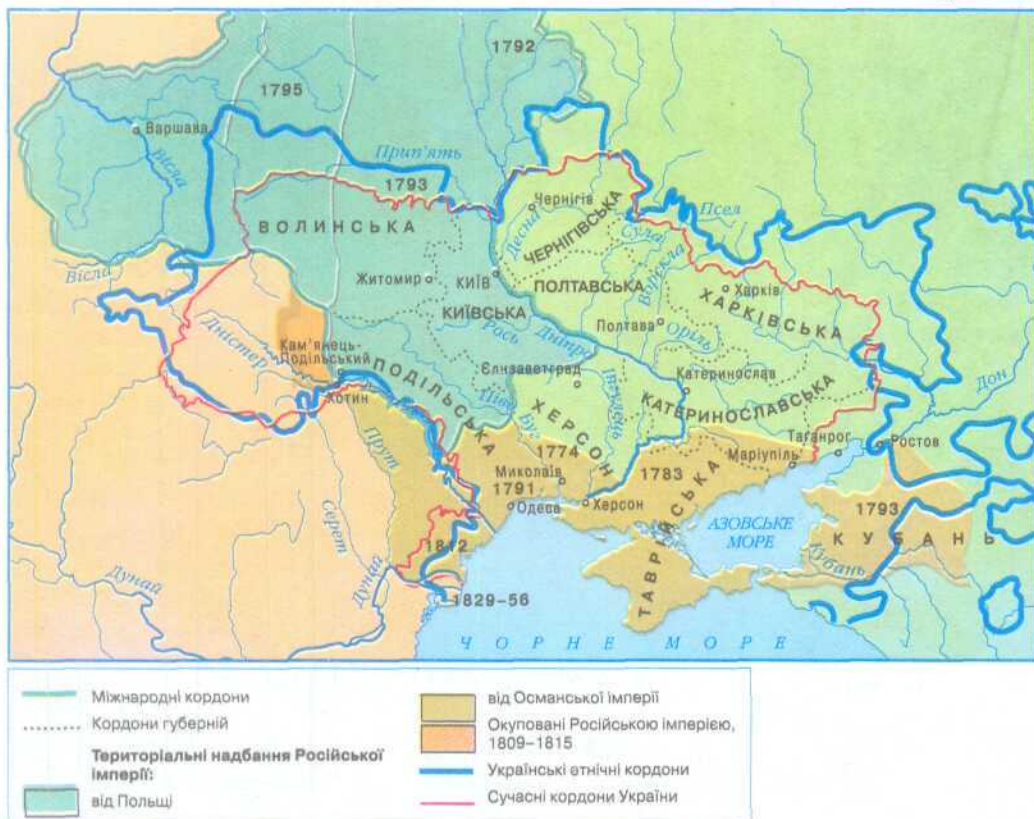 1792
1795
Варшава
Вісла
Прип'ять
1793
ВОЛИНСЬКА
Чернігів
Десна
ЧЕРНІГІВСЬКА
Сула
Псел
Ворскла
Вісла
Житомир
КИЇВ
КИЇВСЬКА
ПОЛТАВСЬКА
Харків
ХАРКІВСЬКА
Рось
Дніпро
Полтава
Оріль
Дністер
Кам'янець-
Подільський
Хотин
ПОДІЛЬСЬКА
Єлизаветград
Півд.
Буг
Інгулець
Катеринослав
КАТЕРИНОСЛАВСЬКА
Дон
ХЕРСОН
Прут
1774
Миколаїв
1791
Одеса
Херсон
1783
Маріупіль
Таганрог
Ростов
Серет
ТАВРІЙСЬКА
АЗОВСЬКЕ
МОРЕ
1793
КУБАНЬ
Кубань
1812
Дунай
Дунай
1829–56
ЧОРНЕ МОРЕ
Міжнародні кордони
Кордони губерній
Територіальні надбання Російської
імперії:
від Польщі
від Османської імперії
Окуповані Російською імперією,
1809–1815
Українські етнічні кордони
Сучасні кордони України